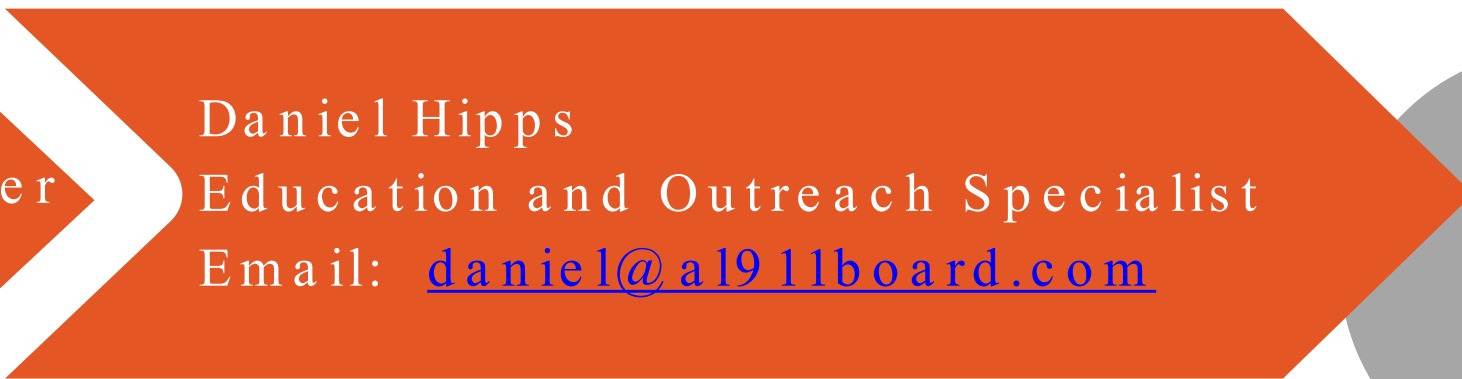 er
Daniel Hipps
Education and Outreach Specialist
Email: daniel@al911board.com